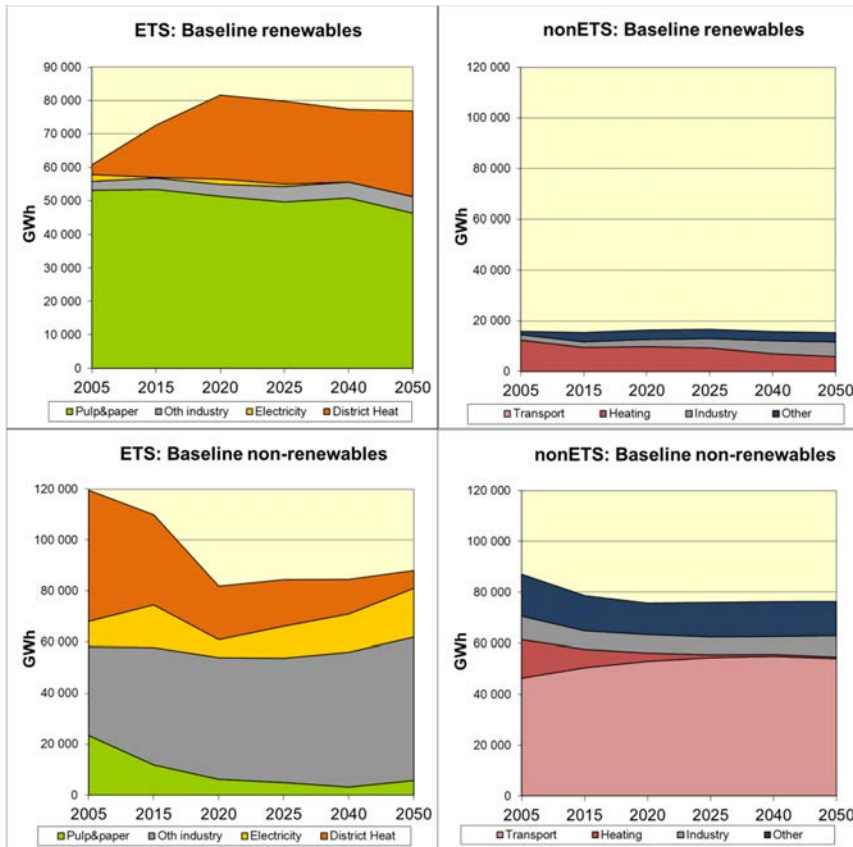 ETS: Baseline renewables
90 000
80 000
70 000
60 000
50 000
40 000
30 000
20 000
10 000
0
GWh
2005 2015 2020 2025 2040 2050
Pulp&paper Oth industry Electricity District Heat
nonETS: Baseline renewables
120 000
100 000
80 000
60 000
40 000
20 000
0
GWh
2005 2015 2020 2025 2040 2050
Transport Heating Industry Other
ETS: Baseline non-renewables
120 000
100 000
80 000
60 000
40 000
20 000
0
GWh
2005 2015 2020 2025 2040 2050
Pulp&paper Oth industry Electricity District Heat
nonETS: Baseline non-renewables
120 000
100 000
80 000
60 000
40 000
20 000
0
GWh
2005 2015 2020 2025 2040 2050
Transport Heating Industry Other